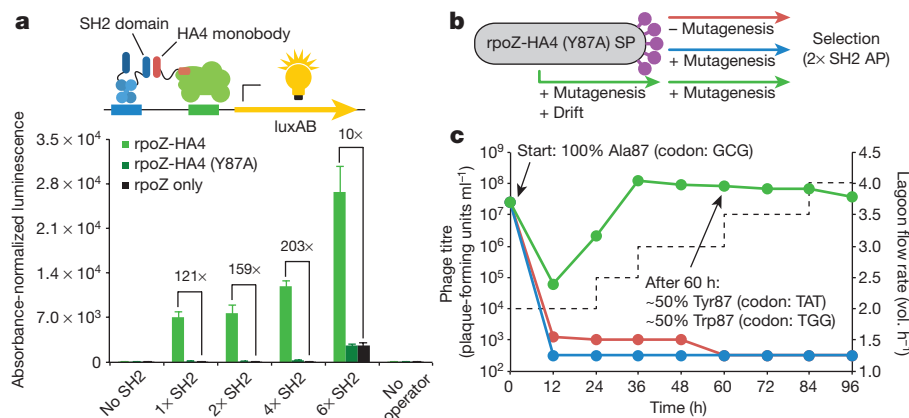 a
SH2 domain
HA4 monobody
luxAB
Absorbance-normalized luminescence
3.5 × 10⁴
2.8 × 10⁴
1.4 × 10⁴
1.4 × 10⁴
7.0 × 10³
0
rpoZ-HA4
rpoZ-HA4 (Y87A)
rpoZ only
121×
159×
203×
10×
No SH2
1× SH2
2× SH2
4× SH2
6× SH2
No operator
b
rpoZ-HA4 (Y87A) SP
– Mutagenesis
+ Mutagenesis
+ Mutagenesis
+ Drift
+ Mutagenesis
Selection
(2× SH2 AP)
c
Phage titre
(plaque-forming units ml⁻¹)
10⁹
10⁸
10⁷
10⁶
10⁵
10⁴
10³
10²
Start: 100% Ala87 (codon: GCG)
After 60 h:
~50% Tyr87 (codon: TAT)
~50% Trp87 (codon: TGG)
4.5
4.0
3.5
3.0
2.5
2.0
1.5
1.0
Lagoon flow rate (vol. h⁻¹)
0 12 24 36 48 60 72 84 96
Time (h)